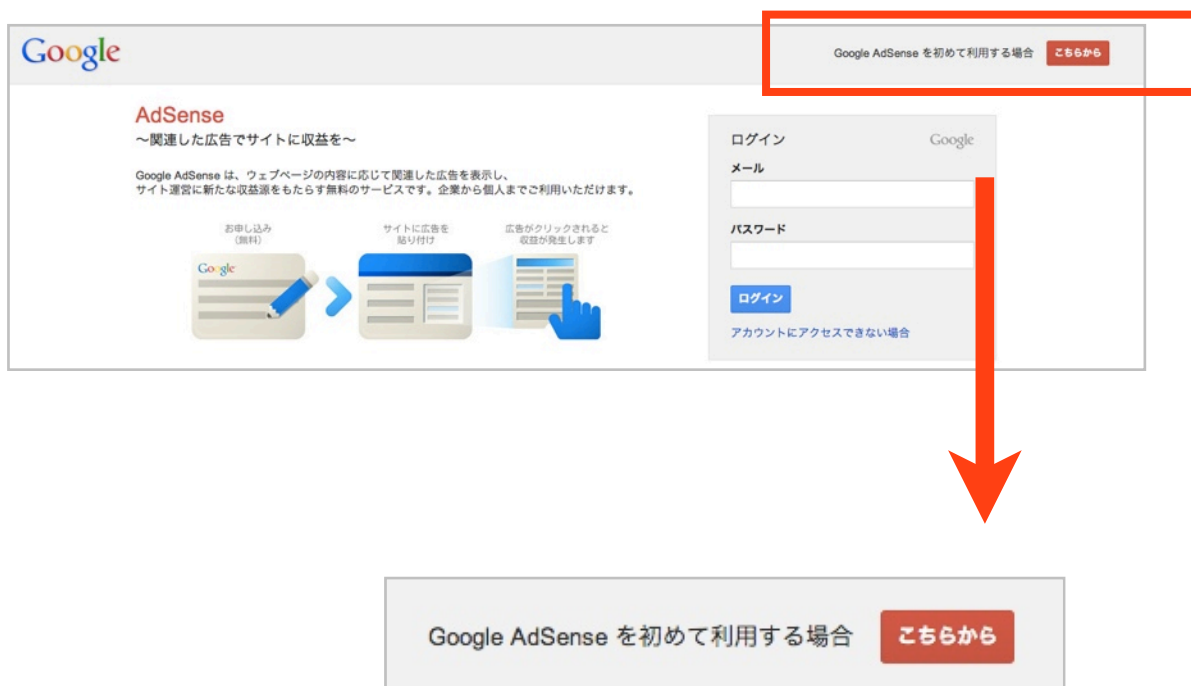 Google
Google AdSense を初めて利用する場合 こちらから
AdSense
〜関連した広告でサイトに収益を〜
Google AdSense は、ウェブページの内容に応じて関連した広告を表示し、
サイト運営に新たな収益源をもたらす無料のサービスです。企業から個人までご利用いただけます。
お申し込み
（無料）
サイトに広告を
貼り付け
広告がクリックされると
収益が発生します
Google
ログイン Google
メール
パスワード
ログイン
アカウントにアクセスできない場合
Google AdSense を初めて利用する場合 こちらから